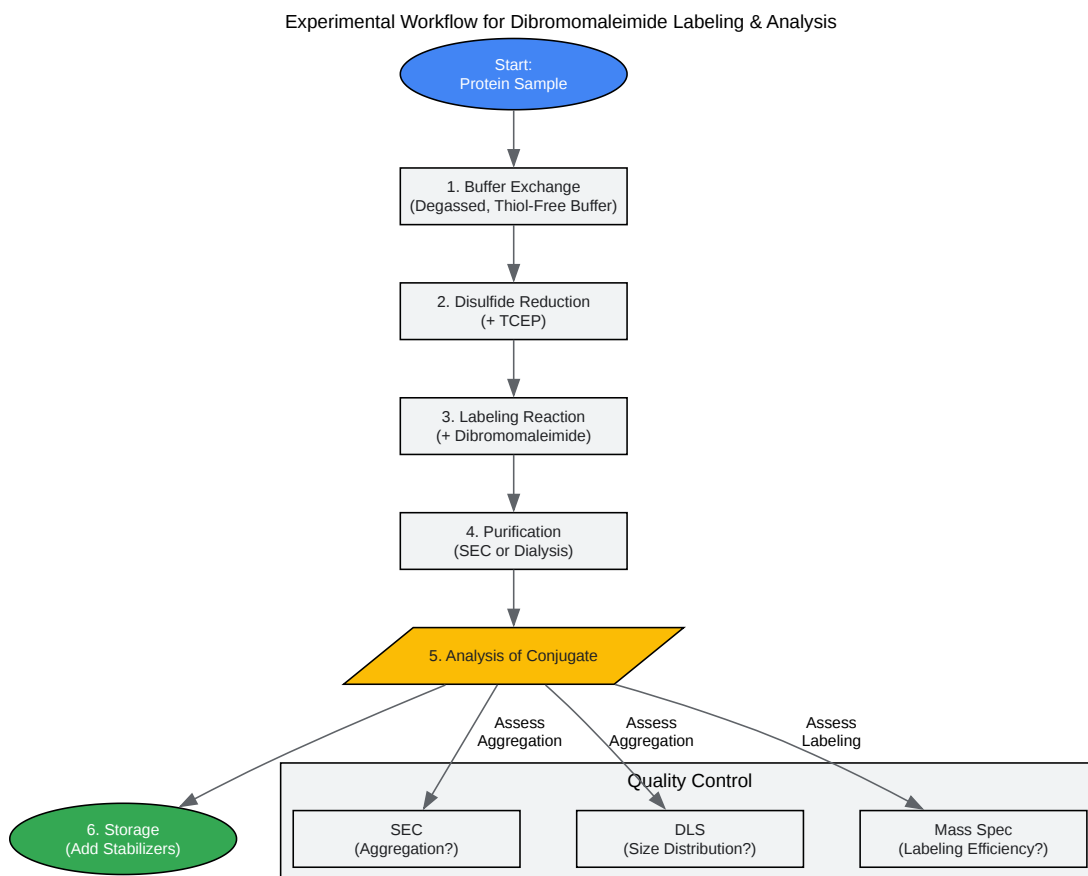 Experimental Workflow for Dibromomaleimide Labeling & Analysis
Start:
Protein Sample
1. Buffer Exchange
(Degassed, Thiol-Free Buffer)
2. Disulfide Reduction
(+ TCEP)
3. Labeling Reaction
(+ Dibromomaleimide)
4. Purification
(SEC or Dialysis)
5. Analysis of Conjugate
Assess
Aggregation
Assess
Aggregation
Assess
Labeling
Quality Control
6. Storage
(Add Stabilizers)
SEC
(Aggregation?)
DLS
(Size Distribution?)
Mass Spec
(Labeling Efficiency?)